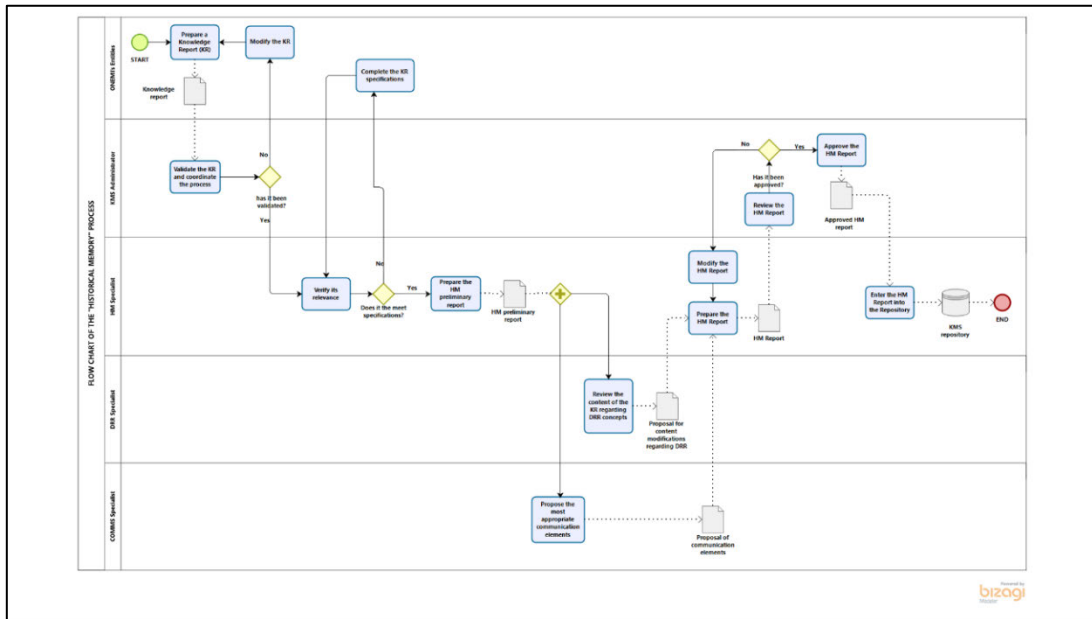 FLOW CHART OF THE "HISTORICAL MEMORY" PROCESS
ONEMI's Entities
START
Prepare a
Knowledge
Report (KR)
Modify the KR
Knowledge
report
Complete the KR
specifications
KMS Administrator
Validate the KR
and coordinate
the process
No
has it been
validated?
Yes
No
Has it been
approved?
Yes
Approve the
HM Report
Review the
HM Report
Approved HM
report
HM Specialist
Verify its
relevance
No
Does it the meet
specifications?
Yes
Prepare the
HM
preliminary
report
HM preliminary
report
Modify the
HM Report
Prepare the
HM Report
HM Report
Enter the HM
Report into
the Repository
KMS
repository
END
DRR Specialist
Review the
content of the
KR regarding
DRR concepts
Proposal for
content
modifications
regarding DRR
COMMS Specialist
Propose the
most
appropriate
communication
elements
Proposal of
communication
elements
Powered by
bizagi
Modeler